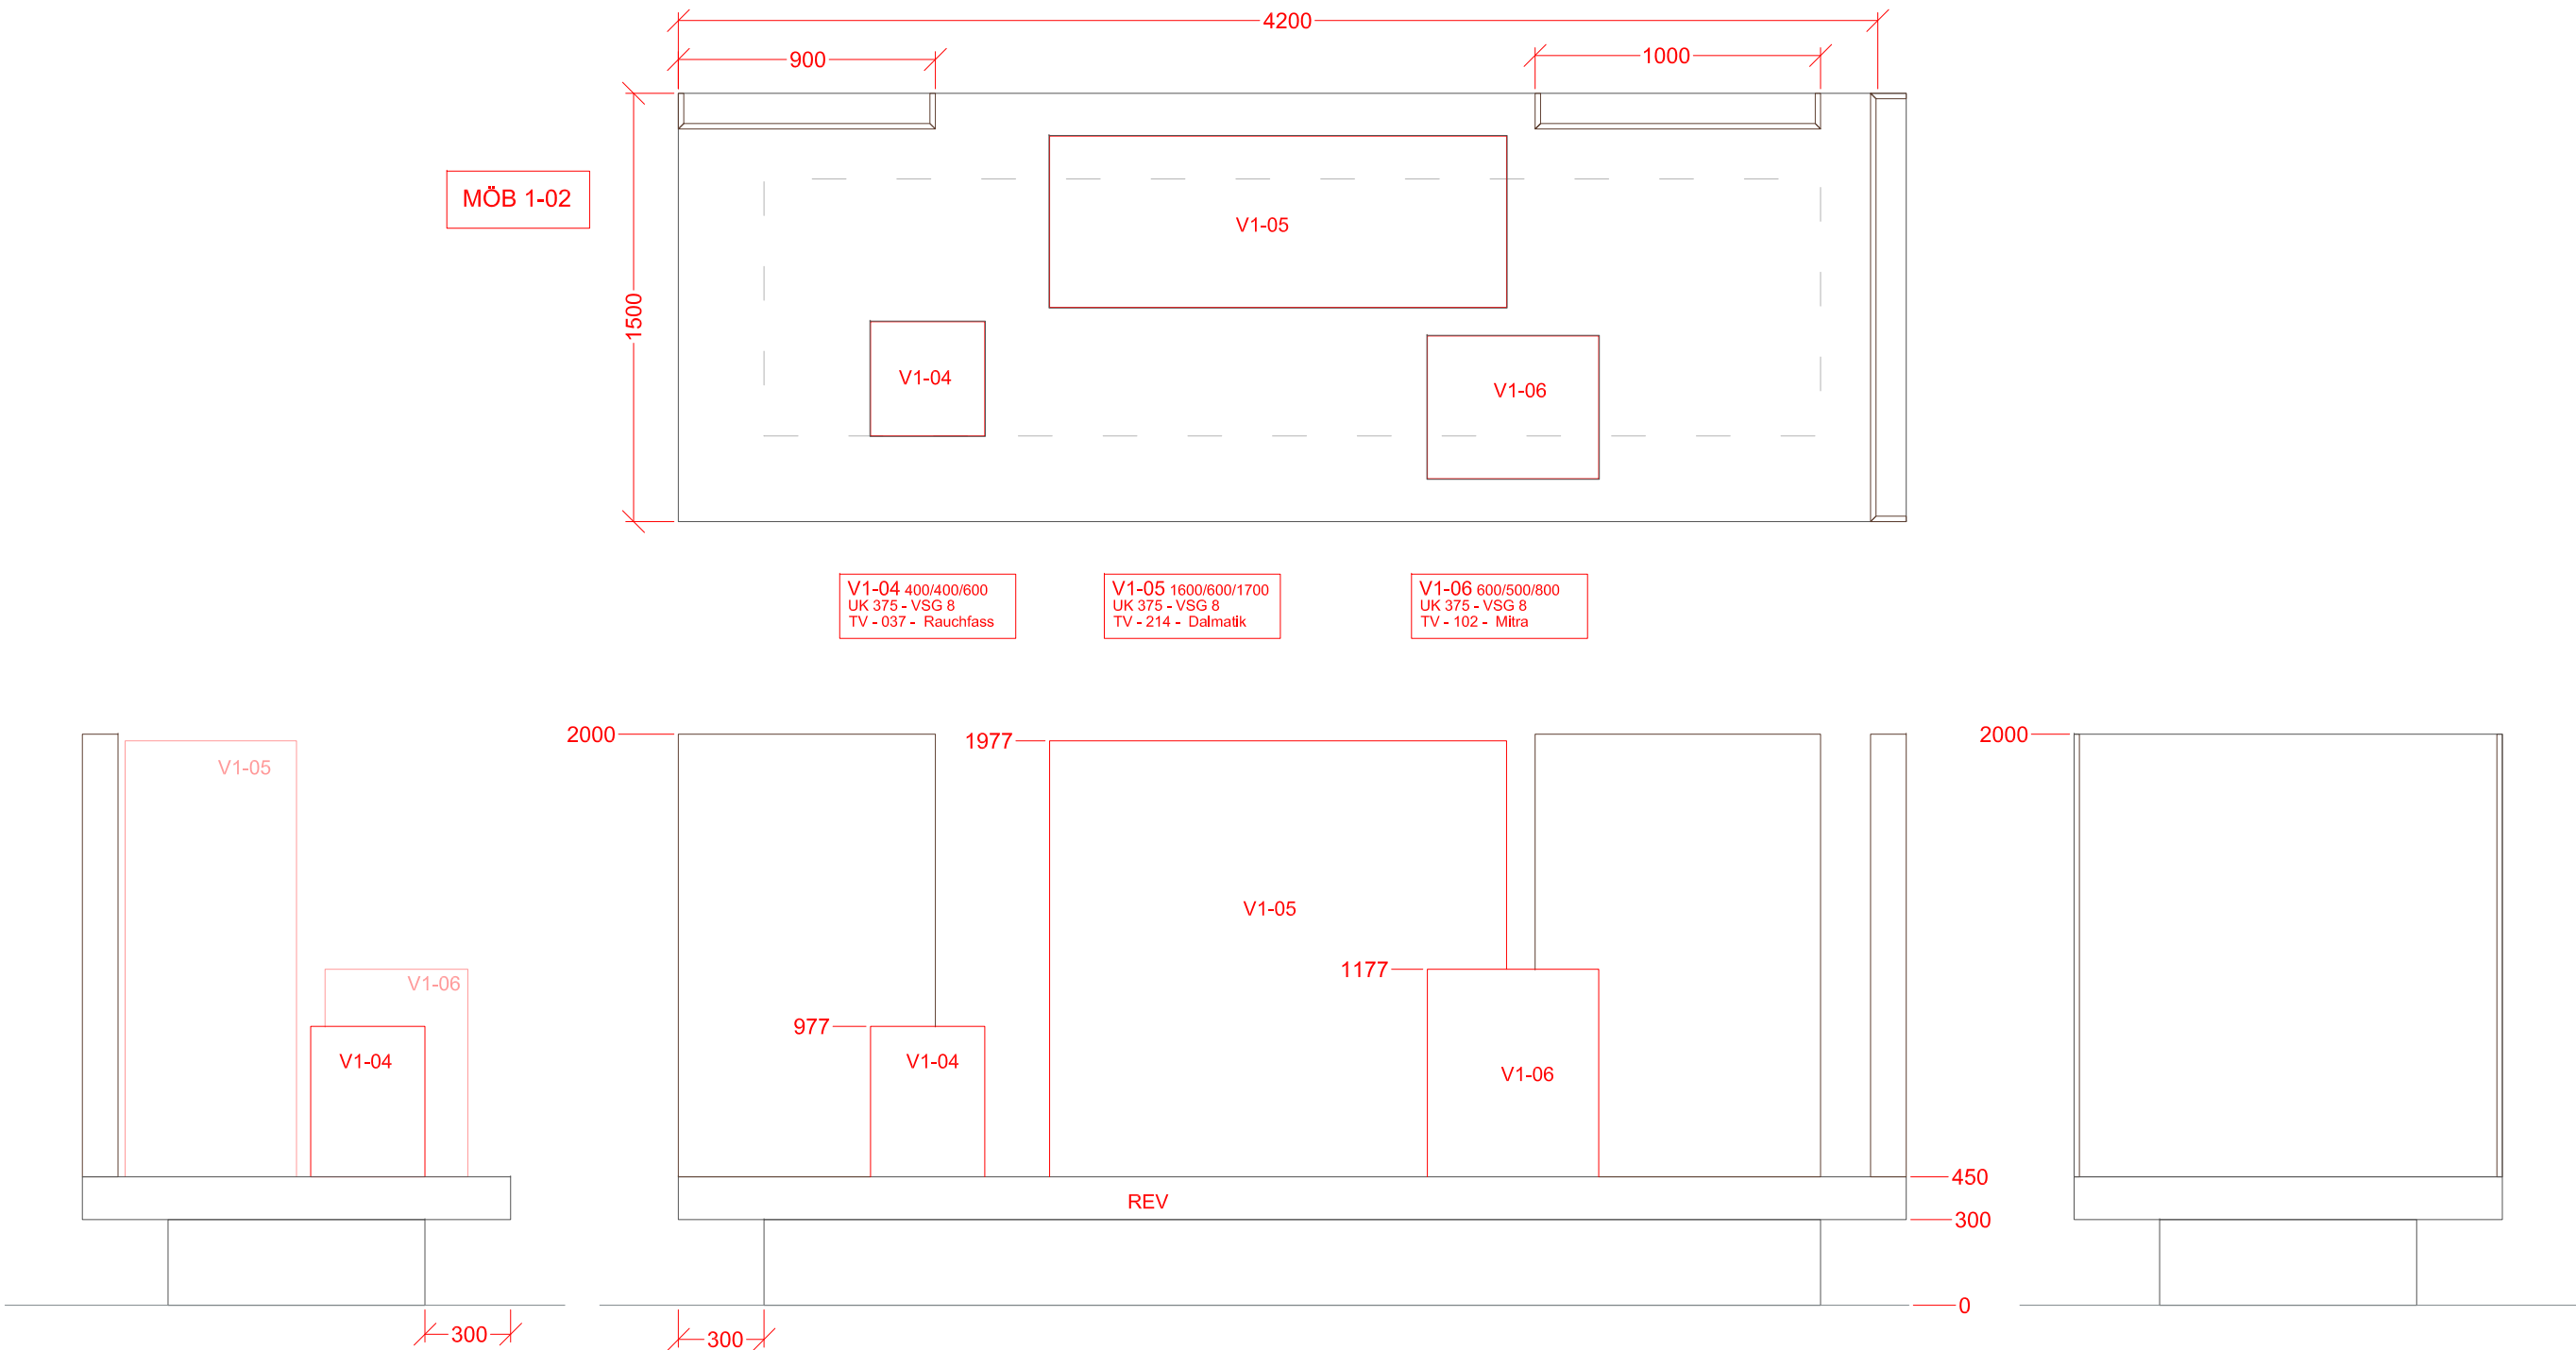 4200
900
1000
MÖB 1-02
1500
V1-05
V1-04
V1-06
V1-04 400/400/600
UK 375 - VSG 8
TV - 037 - Rauchfass
V1-05 1600/600/1700
UK 375 - VSG 8
TV - 214 - Dalmatik
V1-06 600/500/800
UK 375 - VSG 8
TV - 102 - Mitra
V1-05
V1-06
V1-04
300
2000
1977
V1-05
1177
977
V1-04
V1-06
REV
450
300
0
300
2000